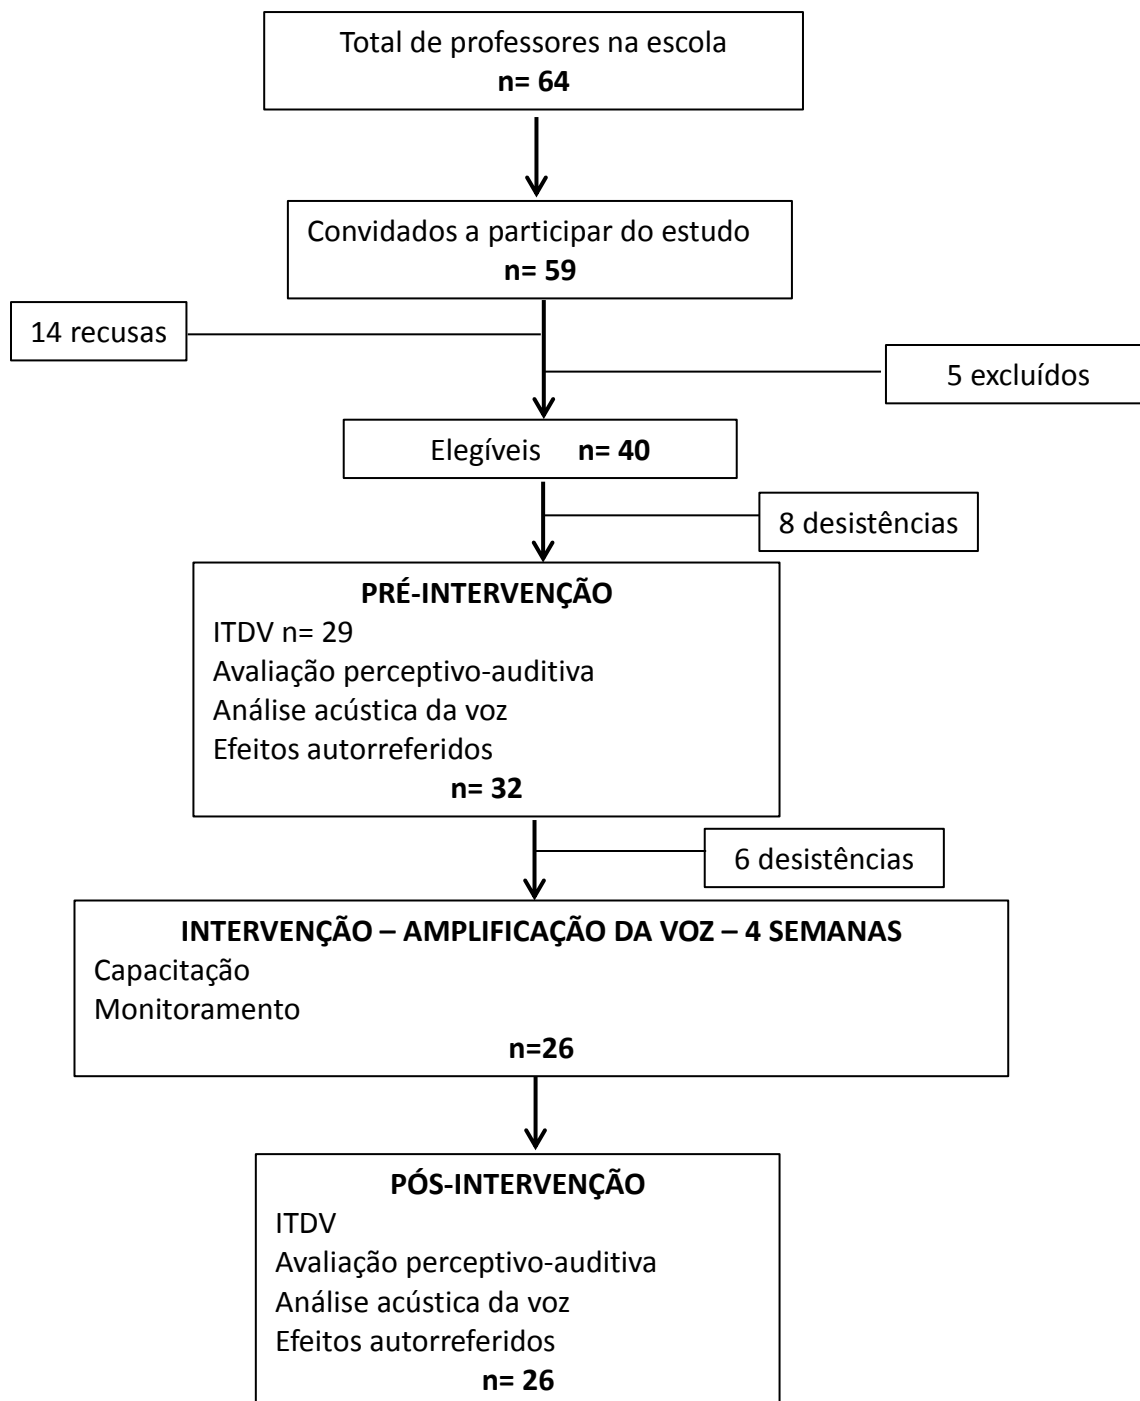 Total de professores na escola
n= 64
Convidados a participar do estudo
n= 59
14 recusas
5 excluídos
Elegíveis n= 40
8 desistências
PRÉ-INTERVENÇÃO
ITDV n= 29
Avaliação perceptivo-auditiva
Análise acústica da voz
Efeitos autorreferidos
n= 32
6 desistências
INTERVENÇÃO – AMPLIFICAÇÃO DA VOZ – 4 SEMANAS
Capacitação
Monitoramento
n=26
PÓS-INTERVENÇÃO
ITDV
Avaliação perceptivo-auditiva
Análise acústica da voz
Efeitos autorreferidos
n= 26